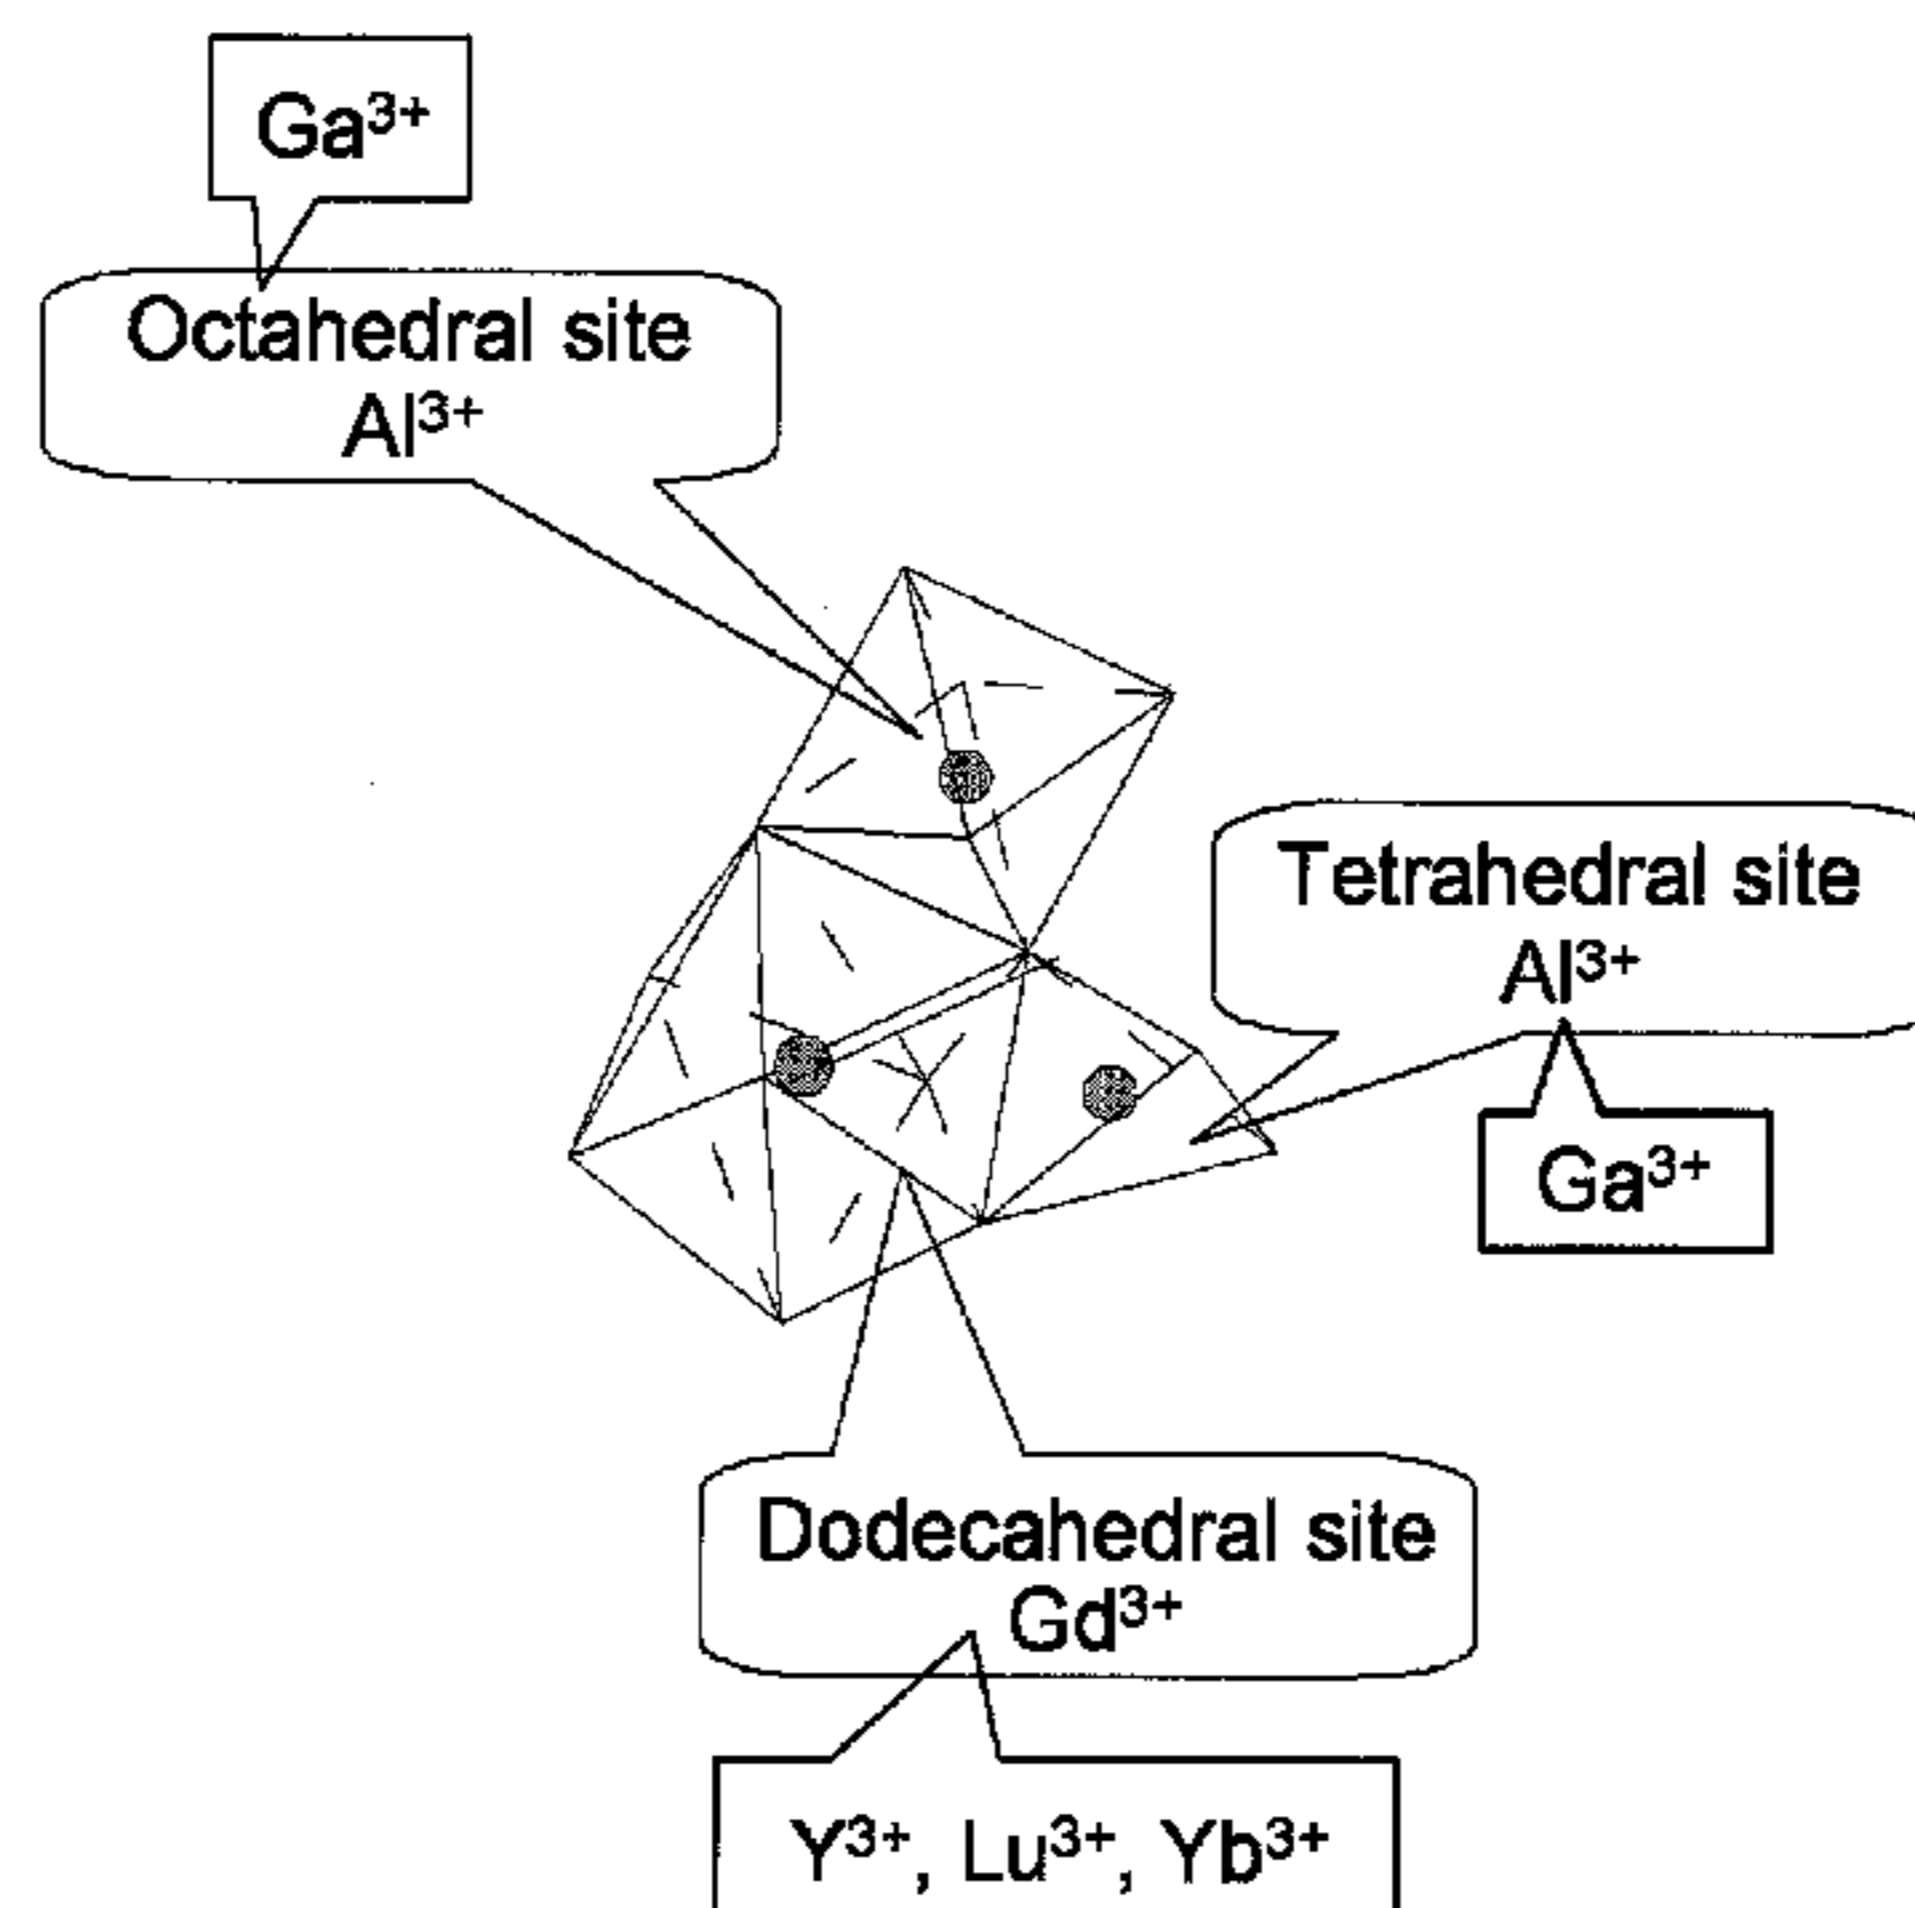 Ga³⁺
Octahedral site
Al³⁺
Tetrahedral site
Al³⁺
Ga³⁺
Dodecahedral site
Gd³⁺
Y³⁺, Lu³⁺, Yb³⁺